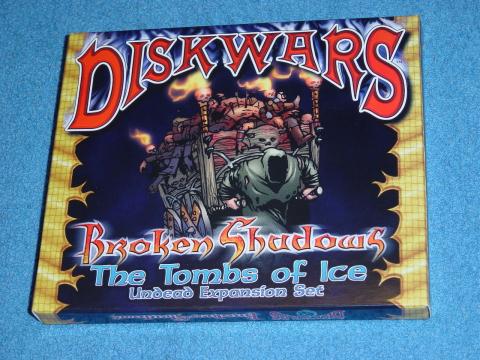 DISKWARS
Broken Shadows
The Tombs of Ice
Undead Expansion Set